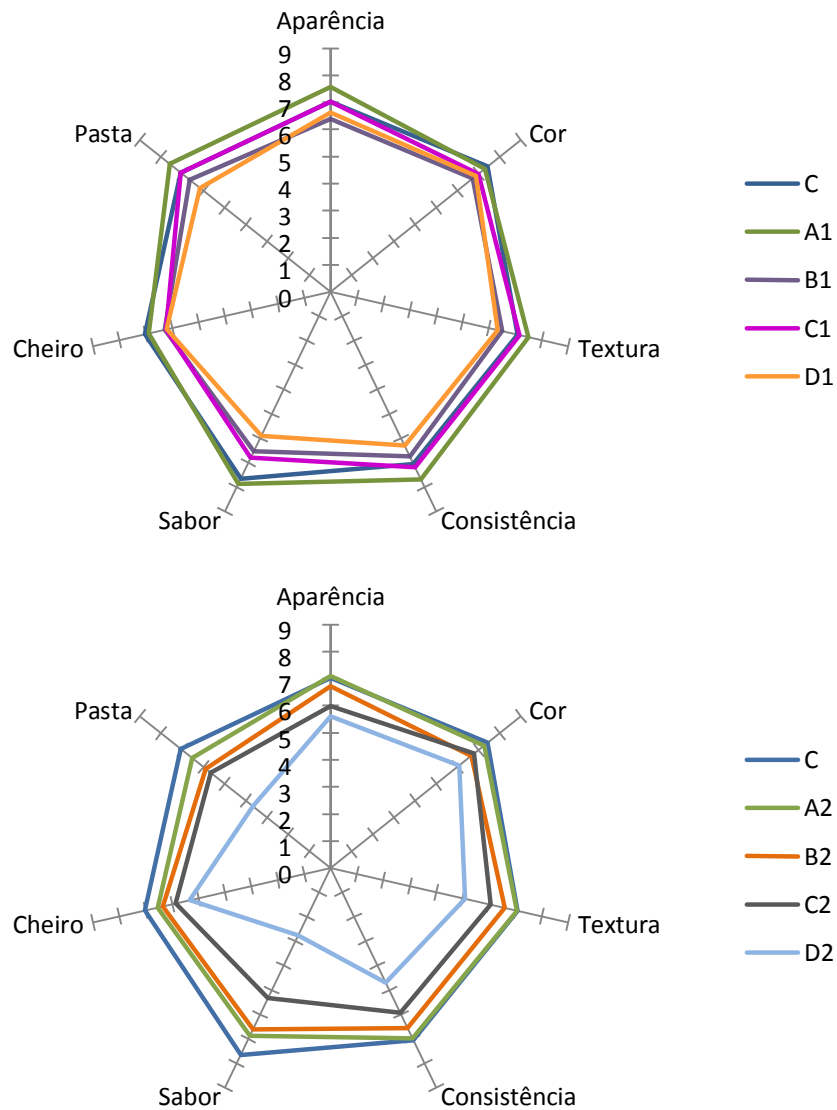 Aparência
9
8
7
6
5
4
3
2
1
0
Cor
Textura
Consistência
Sabor
Cheiro
Pasta
C
A1
B1
C1
D1
Aparência
9
8
7
6
5
4
3
2
1
0
Cor
Textura
Consistência
Sabor
Cheiro
Pasta
C
A2
B2
C2
D2